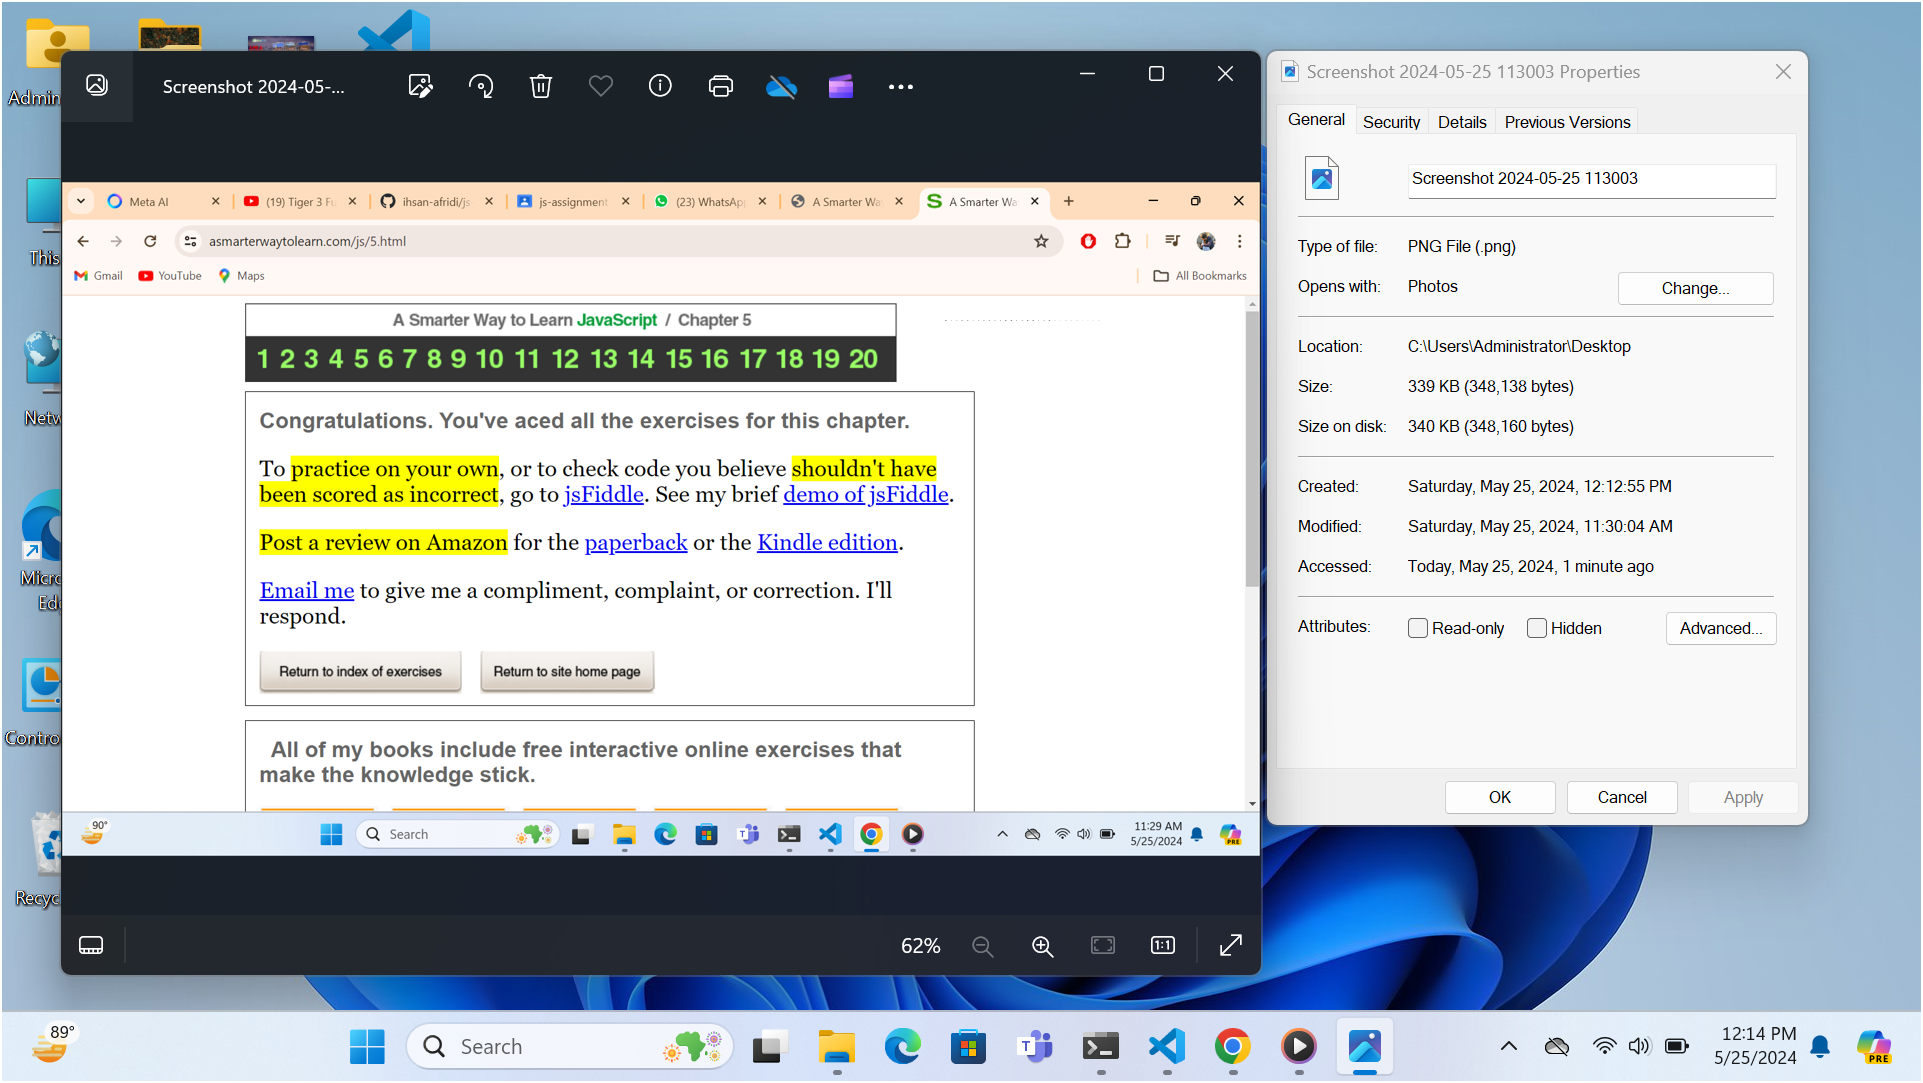 Admin
This
Netw
Micro
Ed
Contro
Recyc
Screenshot 2024-05-...
Meta AI
(19) Tiger 3 Fu
ihsan-afridi/js
js-assignment
(23) WhatsAp
A Smarter Wa
A Smarter Wa
asmarterwaytolearn.com/js/5.html
Gmail
YouTube
Maps
All Bookmarks
A Smarter Way to Learn JavaScript / Chapter 5
1 2 3 4 5 6 7 8 9 10 11 12 13 14 15 16 17 18 19 20
Congratulations. You've aced all the exercises for this chapter.
To practice on your own, or to check code you believe shouldn't have
been scored as incorrect, go to jsFiddle. See my brief demo of jsFiddle.
Post a review on Amazon for the paperback or the Kindle edition.
Email me to give me a compliment, complaint, or correction. I'll
respond.
Return to index of exercises
Return to site home page
All of my books include free interactive online exercises that
make the knowledge stick.
90°
Search
11:29 AM
5/25/2024
PRE
62%
1:1
Screenshot 2024-05-25 113003 Properties
General
Security
Details
Previous Versions
Screenshot 2024-05-25 113003
Type of file: PNG File (.png)
Opens with: Photos
Change...
Location: C:\Users\Administrator\Desktop
Size: 339 KB (348,138 bytes)
Size on disk: 340 KB (348,160 bytes)
Created: Saturday, May 25, 2024, 12:12:55 PM
Modified: Saturday, May 25, 2024, 11:30:04 AM
Accessed: Today, May 25, 2024, 1 minute ago
Attributes: Read-only Hidden
Advanced...
OK
Cancel
Apply
89°
Search
12:14 PM
5/25/2024
PRE